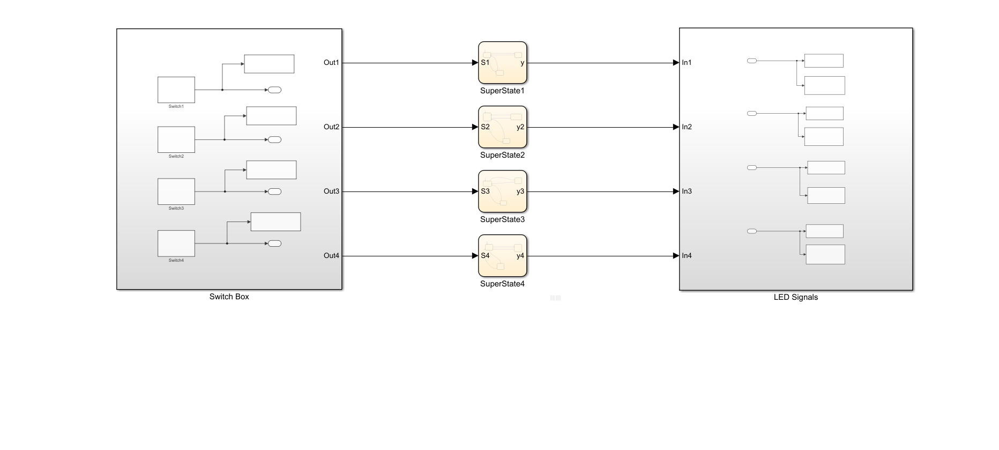 Switch1
Switch2
Switch3
Switch4
Out1
Out2
Out3
Out4
Switch Box
S1 y
SuperState1
S2 y2
SuperState2
S3 y3
SuperState3
S4 y4
SuperState4
In1
In2
In3
In4
LED Signals